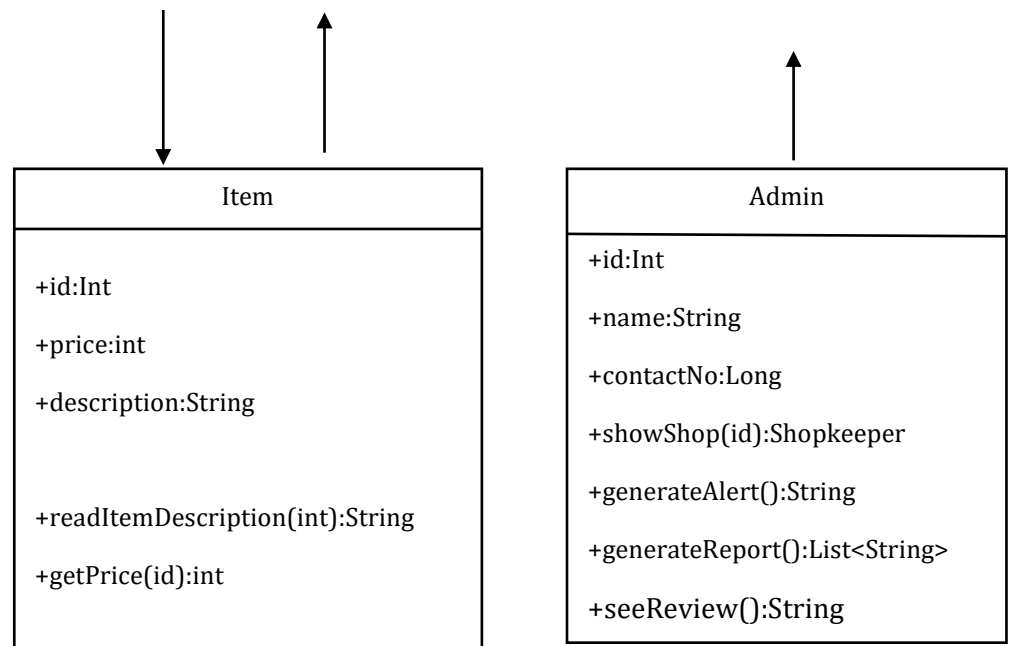 Item
+id:Int
+price:int
+description:String
+readItemDescription(int):String
+getPrice(id):int
Admin
+id:Int
+name:String
+contactNo:Long
+showShop(id):Shopkeeper
+generateAlert():String
+generateReport():List<String>
+seeReview():String